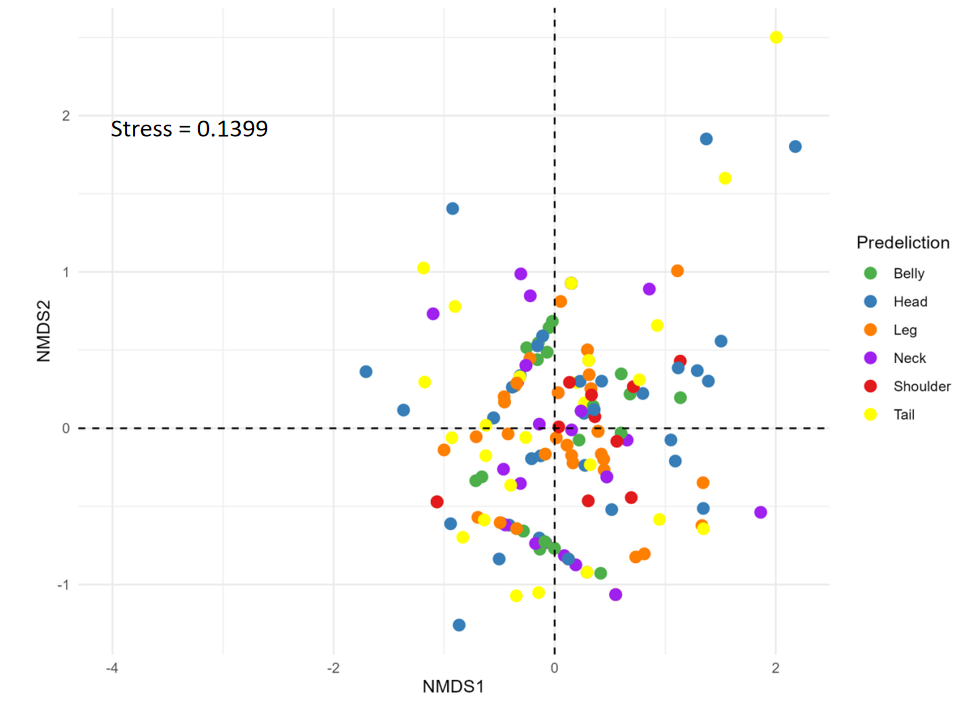 Stress = 0.1399
NMDS2
2
1
0
-1
-4
-2
0
2
NMDS1
Predeliction
Belly
Head
Leg
Neck
Shoulder
Tail